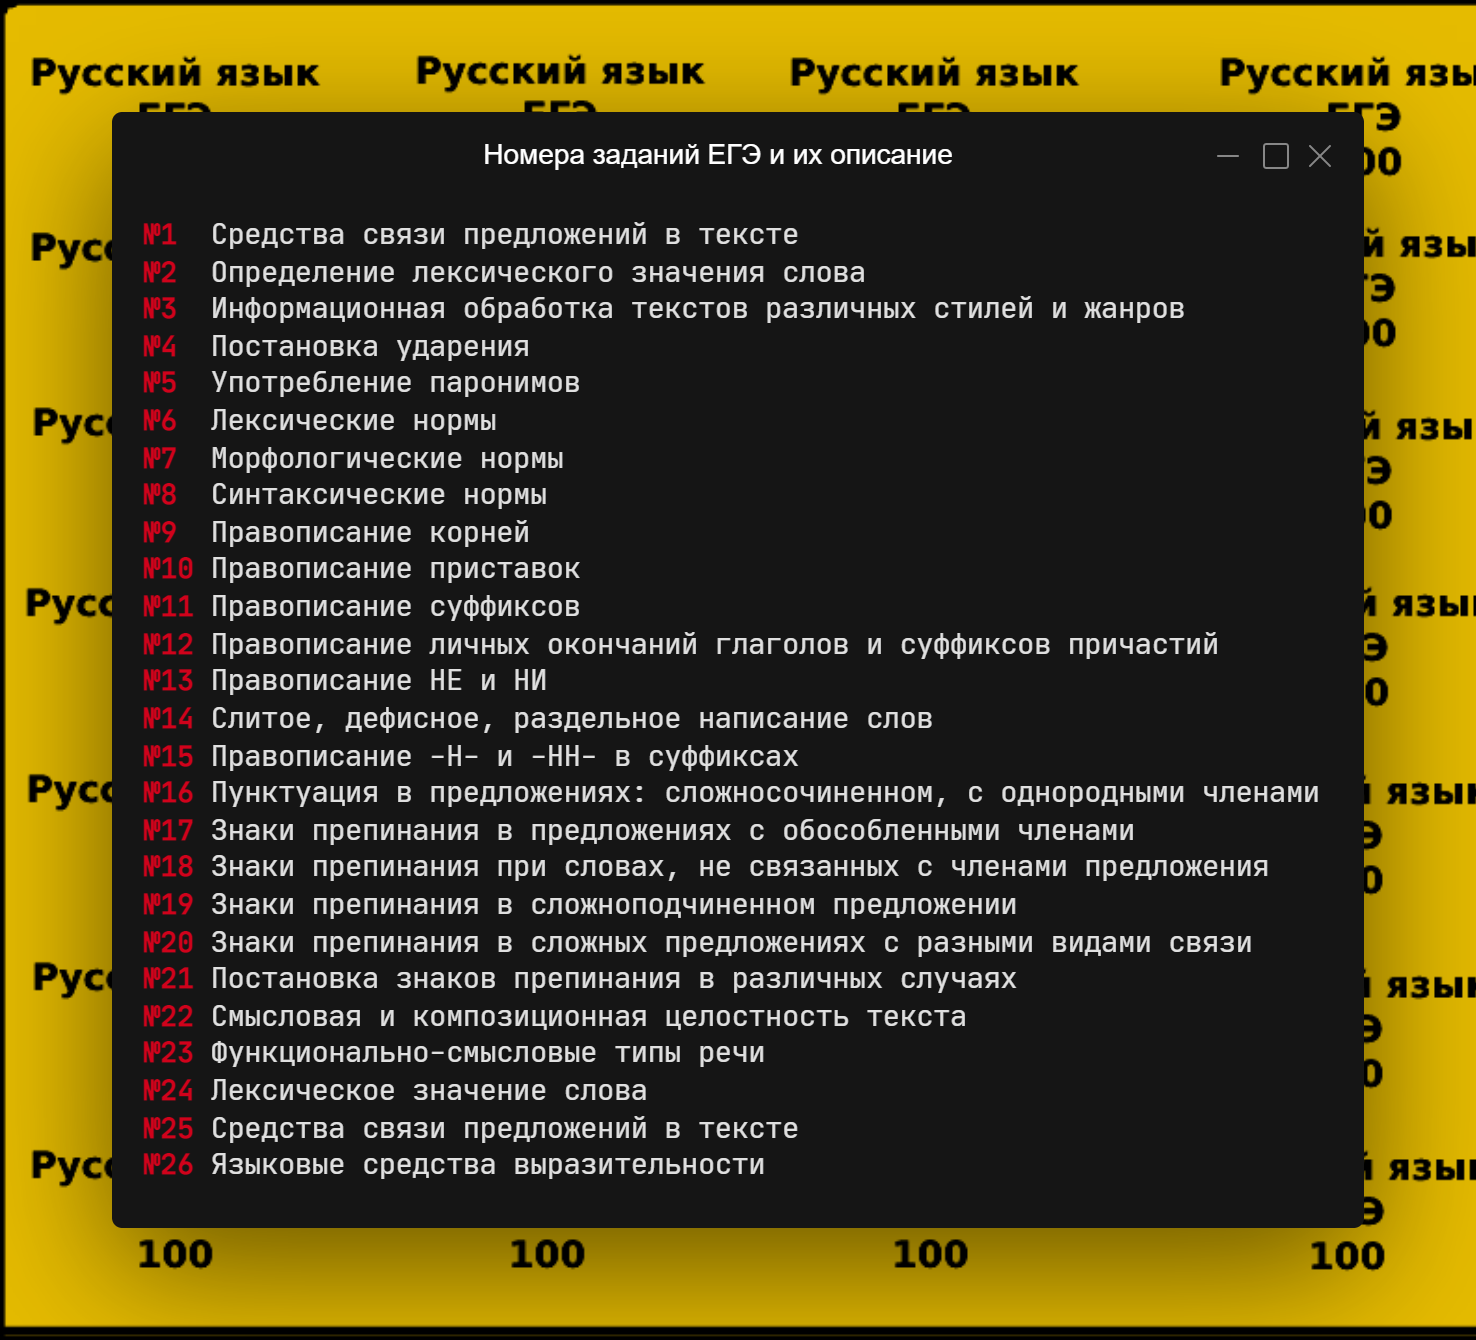 Русский язык Русский язык Русский язык Русский
ЕГЭ
Номера заданий ЕГЭ и их описание
№1 Средства связи предложений в тексте
№2 Определение лексического значения слова
№3 Информационная обработка текстов различных стилей и жанров
№4 Постановка ударения
№5 Употребление паронимов
№6 Лексические нормы
№7 Морфологические нормы
№8 Синтаксические нормы
№9 Правописание корней
№10 Правописание приставок
№11 Правописание суффиксов
№12 Правописание личных окончаний глаголов и суффиксов причастий
№13 Правописание НЕ и НИ
№14 Слитое, дефисное, раздельное написание слов
№15 Правописание -Н- и -НН- в суффиксах
№16 Пунктуация в предложениях: сложносочиненном, с однородными членами
№17 Знаки препинания в предложениях с обособленными членами
№18 Знаки препинания при словах, не связанных с членами предложения
№19 Знаки препинания в сложноподчиненном предложении
№20 Знаки препинания в сложных предложениях с разными видами связи
№21 Постановка знаков препинания в различных случаях
№22 Смысловая и композиционная целостность текста
№23 Функционально-смысловые типы речи
№24 Лексическое значение слова
№25 Средства связи предложений в тексте
№26 Языковые средства выразительности
100 100 100 100